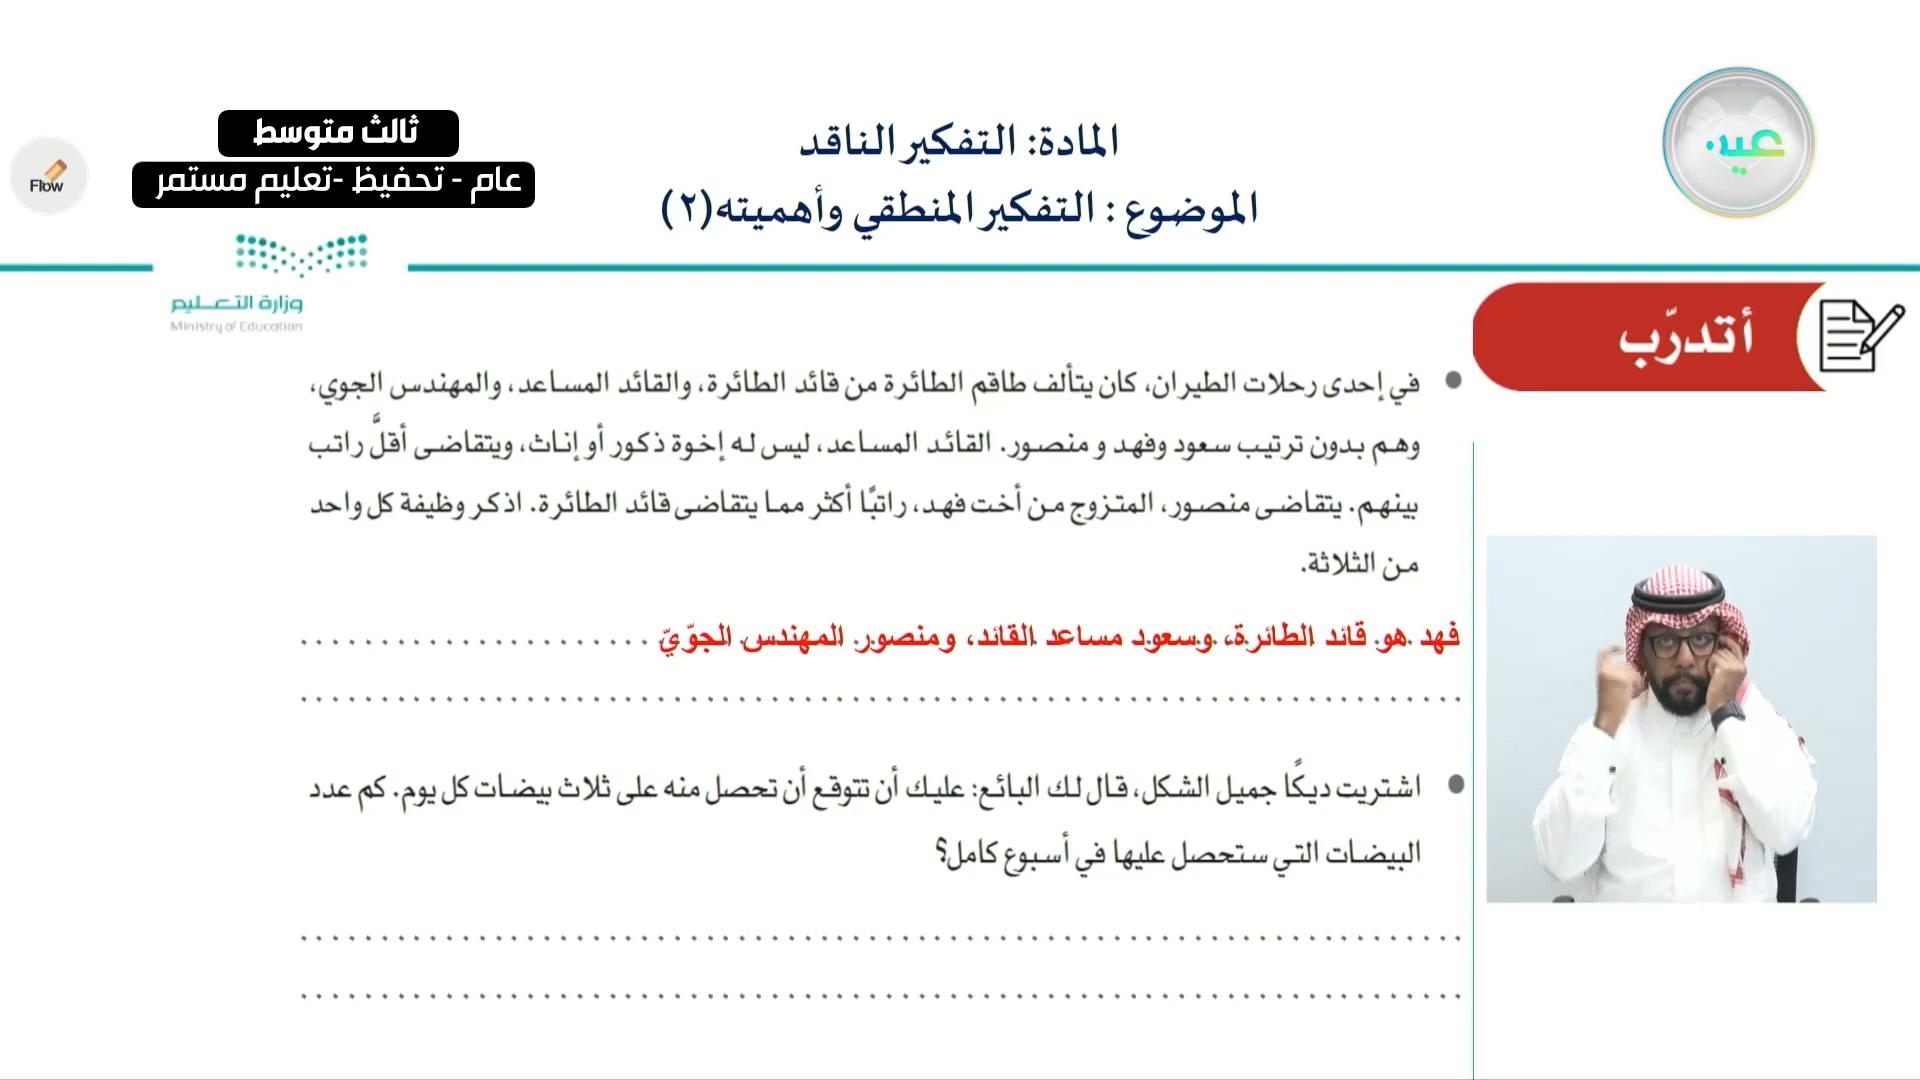 المادة: التفكير الناقد
الموضوع : التفكير المنطقي وأهميته(٢)
عين
ثالث متوسط
عام - تحفيظ -تعليم مستمر
Flow
وزارة التعليم
Ministry of Education
أتدرّب
في إحدى رحلات الطيران، كان يتألف طاقم الطائرة من قائد الطائرة، والقائد المساعد، والمهندس الجوي،
وهم بدون ترتيب سعود وفهد و منصور. القائد المساعد، ليس له إخوة ذكور أو إناث، ويتقاضى أقلَّ راتب
بينهم. يتقاضى منصور، المتزوج من أخت فهد، راتبًا أكثر مما يتقاضى قائد الطائرة. اذكر وظيفة كل واحد
من الثلاثة.
فهد هو قائد الطائرة، وسعود مساعد القائد، ومنصور المهندس الجوّيّ
اشتريت ديكًا جميل الشكل، قال لك البائع: عليك أن تتوقع أن تحصل منه على ثلاث بيضات كل يوم. كم عدد
البيضات التي ستحصل عليها في أسبوع كامل؟